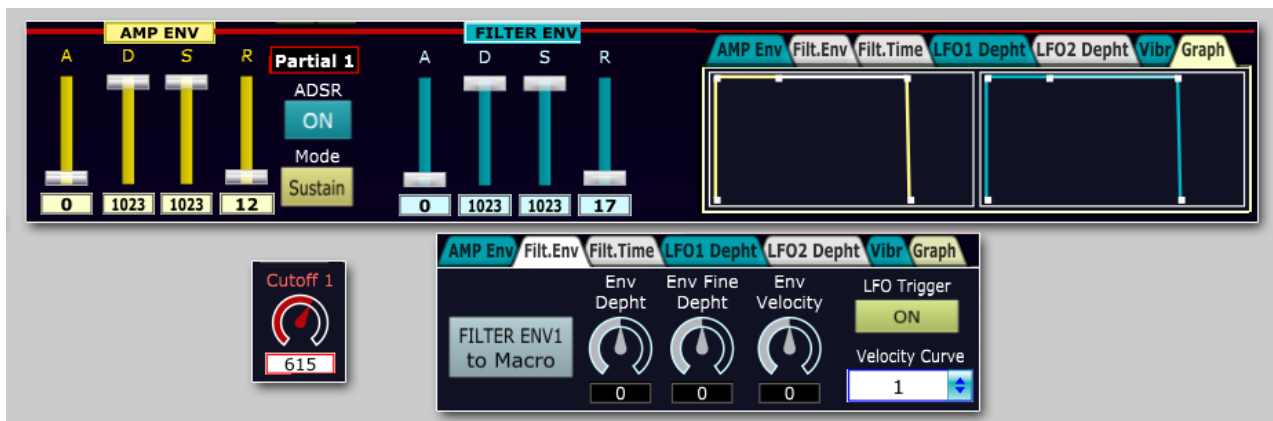 AMP ENV
A D S R
Partial 1
ADSR
ON
Mode
Sustain
0 1023 1023 12
FILTER ENV
A D S R
0 1023 1023 17
AMP Env Filt.Env Filt.Time LFO1 Depht LFO2 Depht Vibr Graph
Cutoff 1
615
AMP Env Filt.Env Filt.Time LFO1 Depht LFO2 Depht Vibr Graph
FILTER ENV1
to Macro
Env
Depht
0
Env Fine
Depht
0
Env
Velocity
0
LFO Trigger
ON
Velocity Curve
1